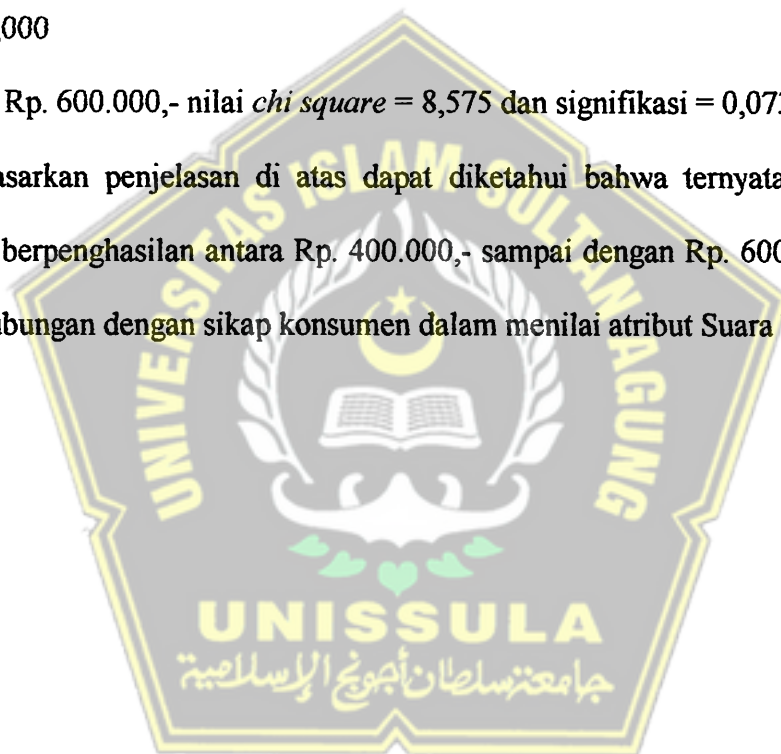 ,000
Rp. 600.000,- nilai chi square = 8,575 dan signifikasi = 0,07
asarkan penjelasan di atas dapat diketahui bahwa ternyata
berpenghasilan antara Rp. 400.000,- sampai dengan Rp. 600
ubungan dengan sikap konsumen dalam menilai atribut Suara
UNIVERSITAS ISLAM SULTAN AGUNG
UNISSULA
جامعة سلطان أجونج الإسلامية